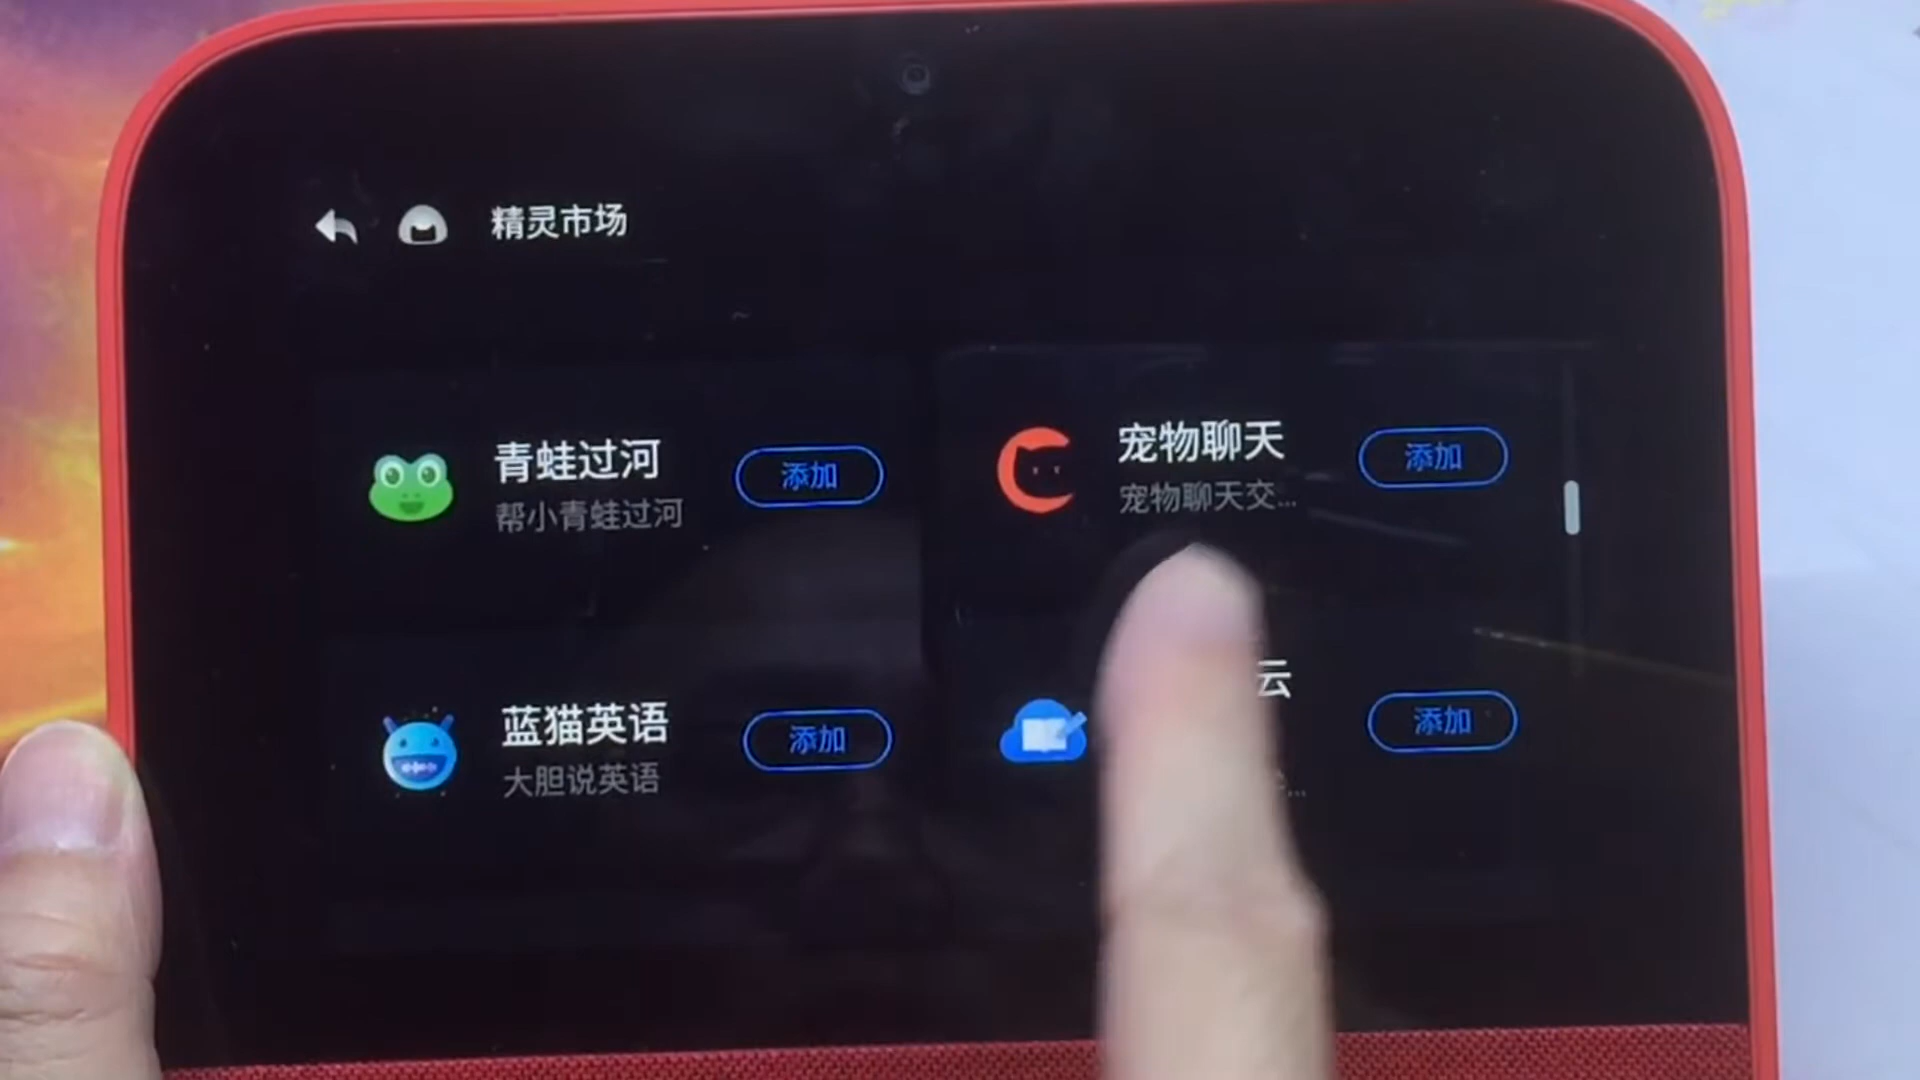 精灵市场
青蛙过河
帮小青蛙过河
添加
宠物聊天
宠物聊天交...
添加
蓝猫英语
大胆说英语
添加
云
...
添加